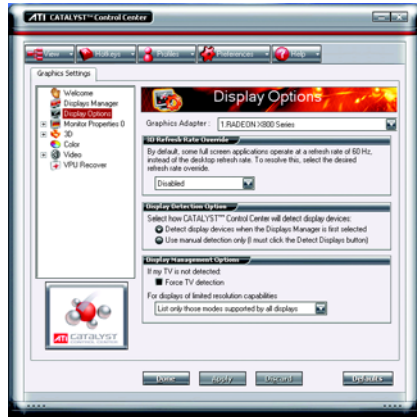 ATI CATALYST™ Control Center
View
Hotkeys
Profiles
Preferences
Help
Graphics Settings
Welcome
Displays Manager
Display Options
Monitor Properties 0
3D
Color
Video
VPU Recover
ATI CATALYST
CONTROL CENTER
Display Options
Graphics Adapter :
1.RADEON X800 Series
3D Refresh Rate Override
By default, some full screen applications operate at a refresh rate of 60 Hz,
instead of the desktop refresh rate. To resolve this, select the desired
refresh rate override.
Disabled
Display Detection Option
Select how CATALYST™ Control Center will detect display devices:
Detect display devices when the Displays Manager is first selected
Use manual detection only (I must click the Detect Displays button)
Display Management Options
If my TV is not detected:
Force TV detection
For displays of limited resolution capabilities
List only those modes supported by all displays
Done
Apply
Discard
Defaults